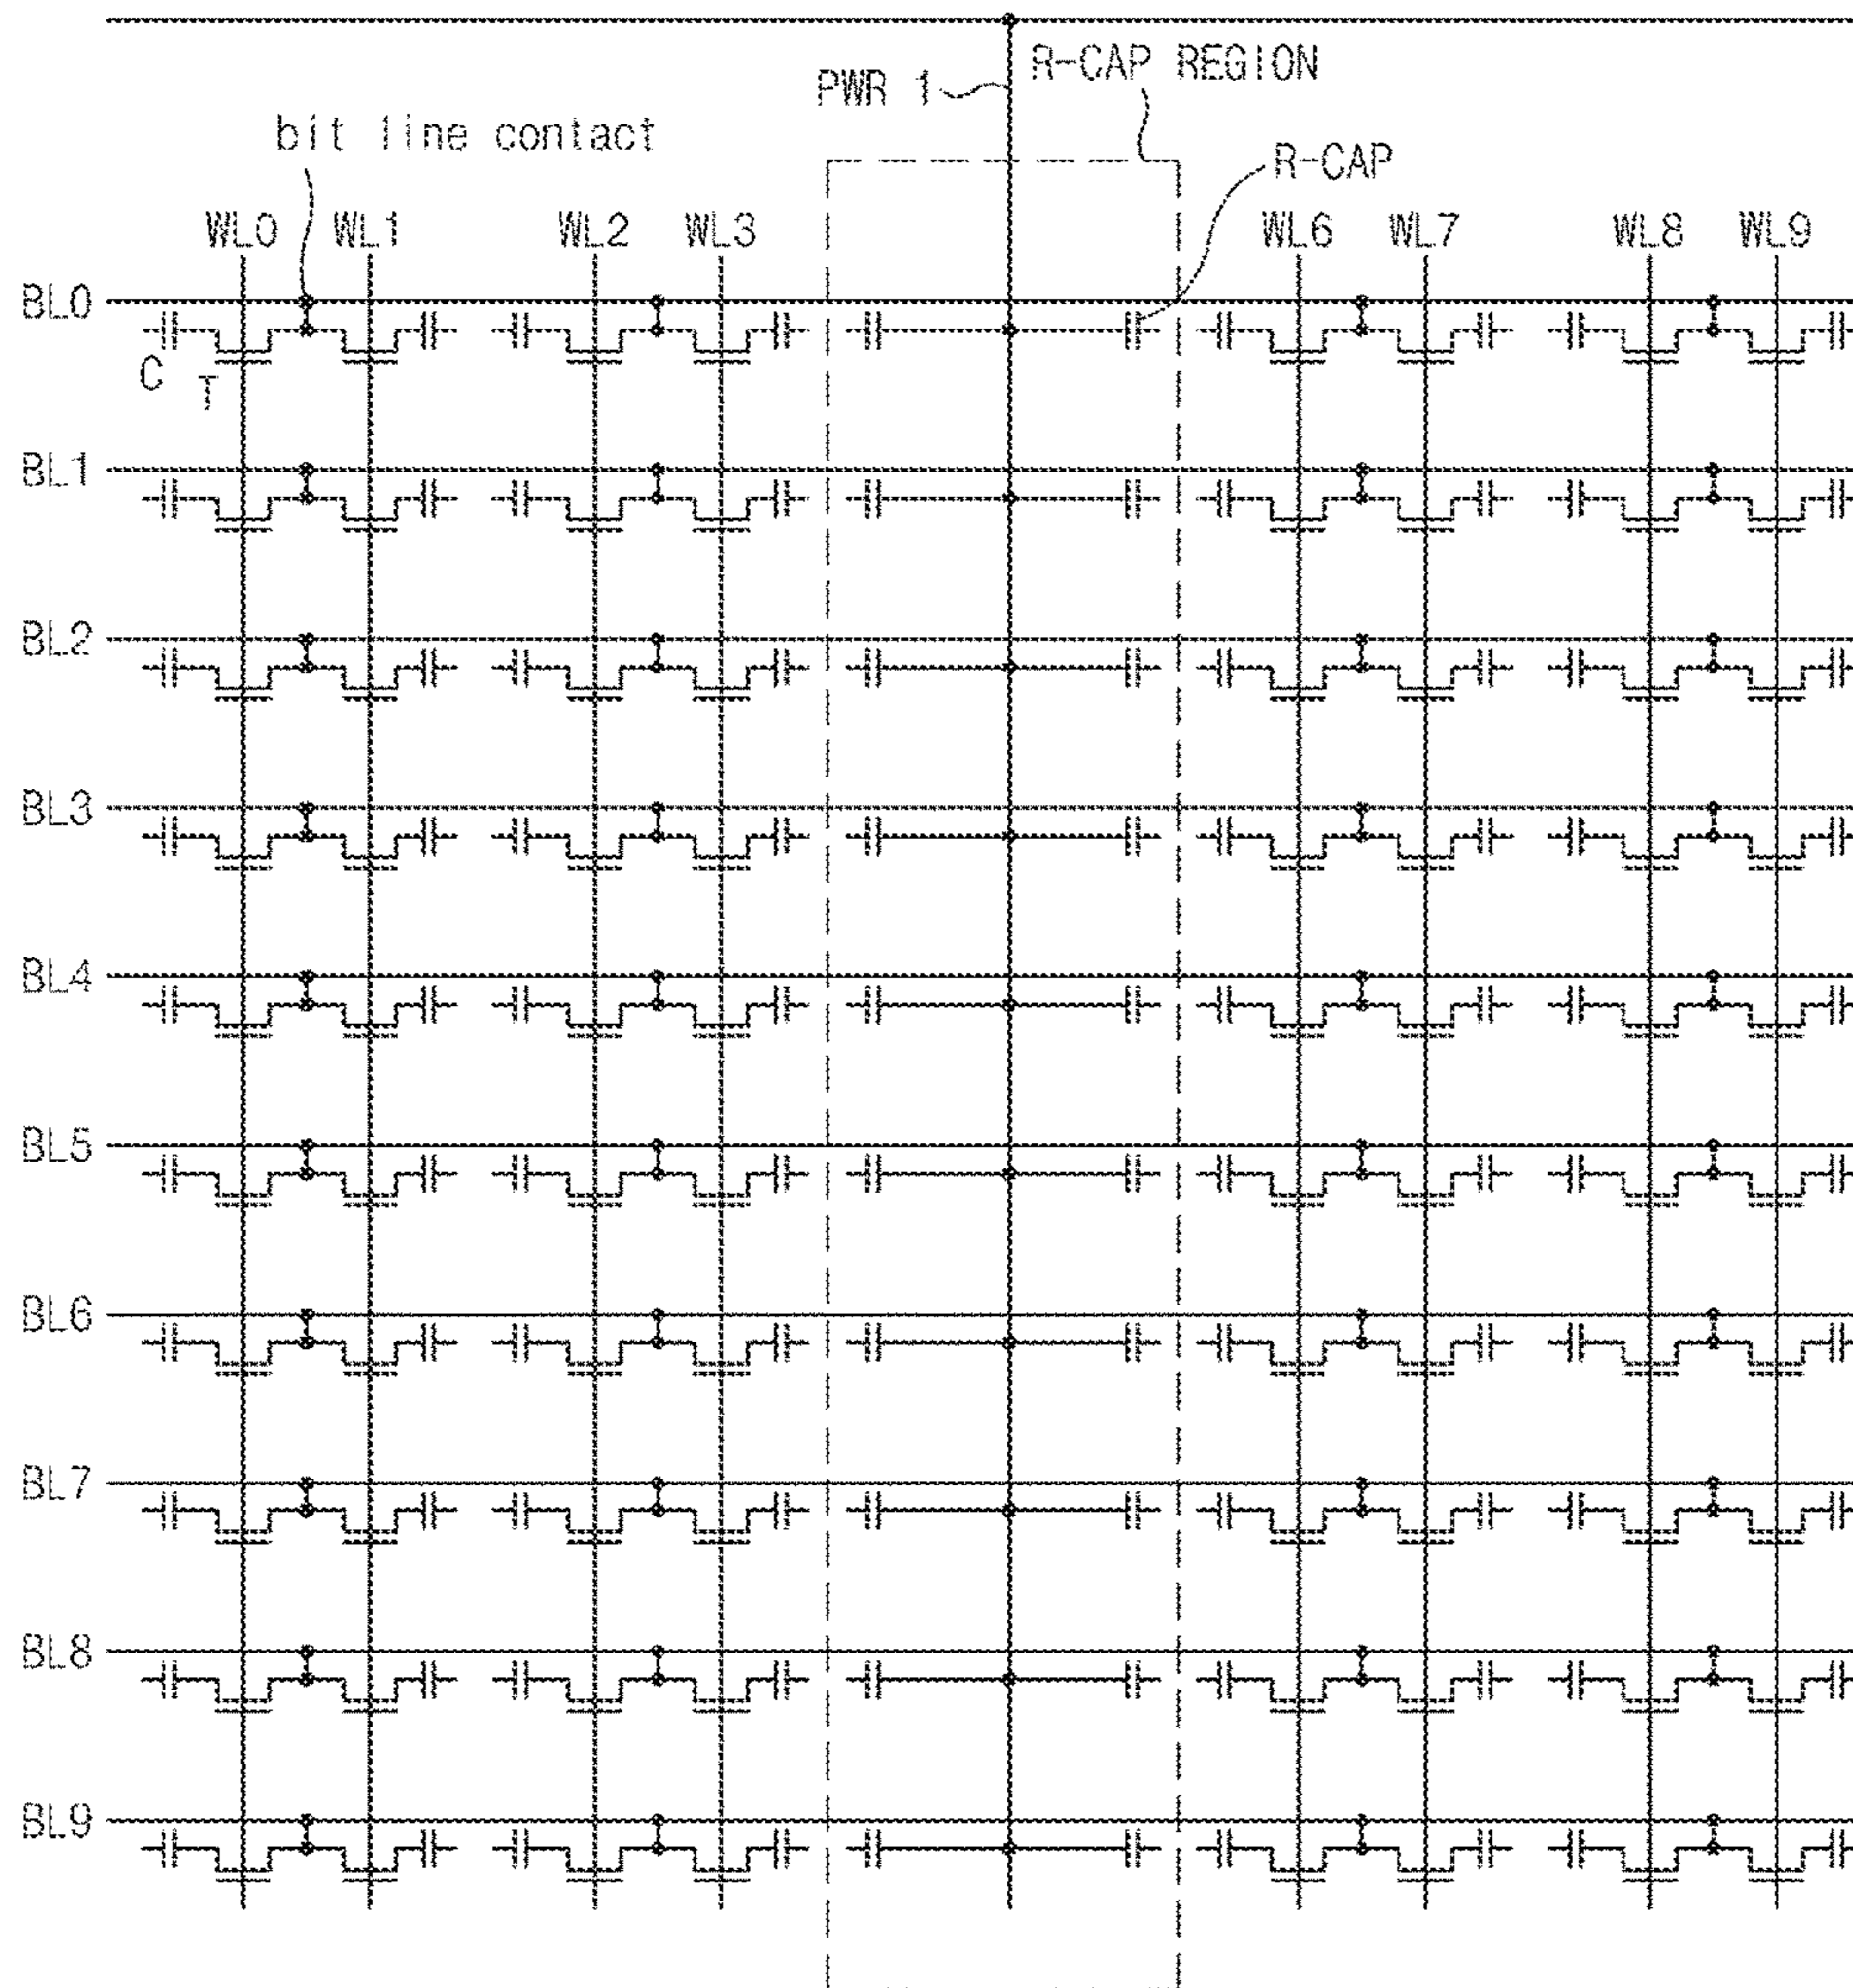 R-CAP REGION
PWR 1
bit line contact
R-CAP
WL0 WL1 WL2 WL3 WL6 WL7 WL8 WL9
BL0
C T
BL1
BL2
BL3
BL4
BL5
BL6
BL7
BL8
BL9